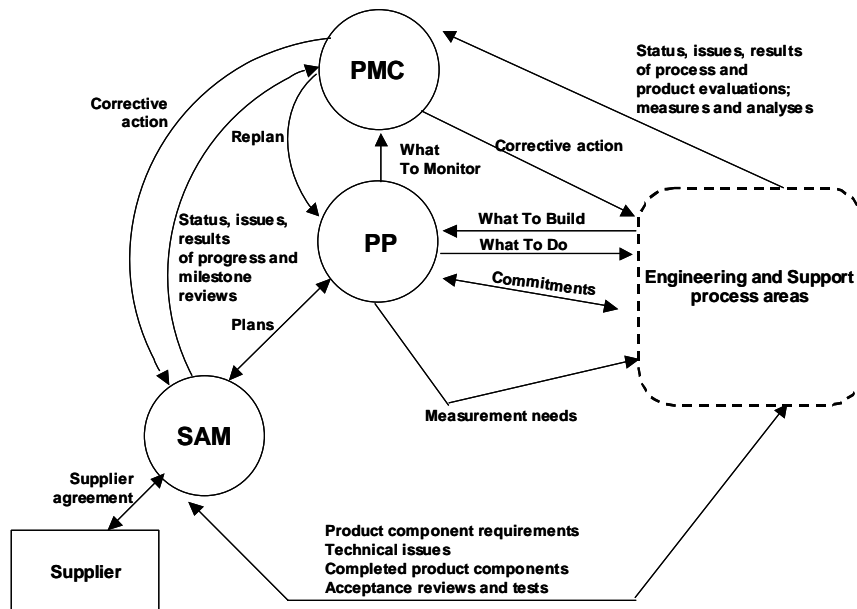 PMC
Status, issues, results
of process and
product evaluations;
measures and analyses
Corrective
action
Replan
What
To Monitor
Corrective action
Status, issues,
results
of progress and
milestone
reviews
PP
What To Build
What To Do
Commitments
Engineering and Support
process areas
Plans
Measurement needs
SAM
Supplier
agreement
Supplier
Product component requirements
Technical issues
Completed product components
Acceptance reviews and tests